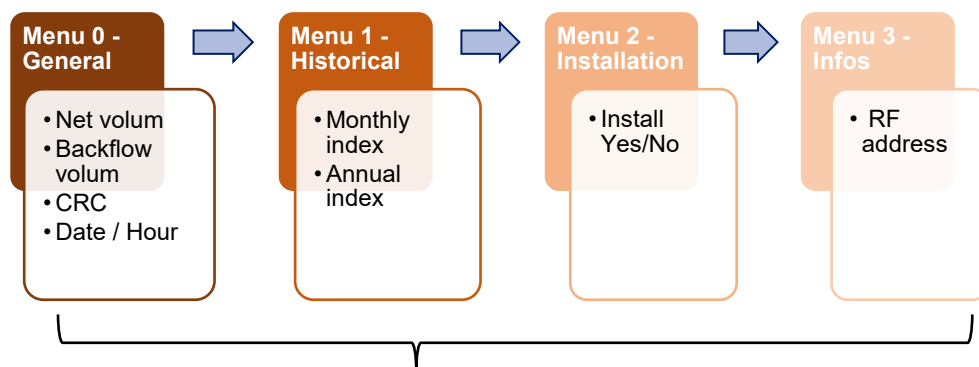 Menu 0 -
General
• Net volum
• Backflow
volum
• CRC
• Date / Hour
Menu 1 -
Historical
• Monthly
index
• Annual
index
Menu 2 -
Installation
• Install
Yes/No
Menu 3 -
Infos
• RF
address